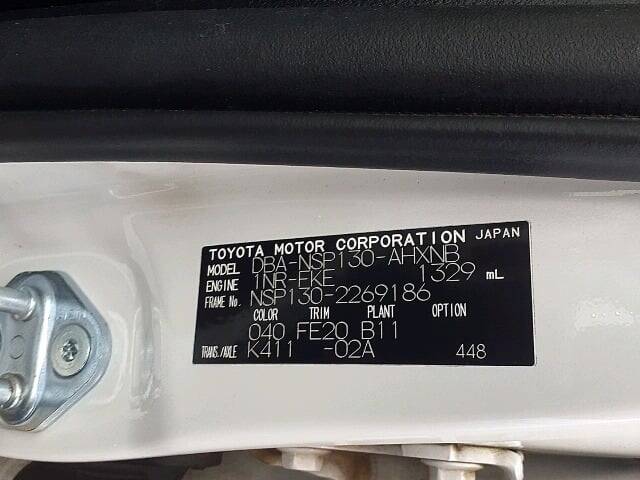 TOYOTA MOTOR CORPORATION JAPAN
MODEL DBA-NSP130-AHXNB
ENGINE 1NR-FKE 1329 mL
FRAME No. NSP130-2269186
COLOR TRIM PLANT OPTION
040 FE20 B11
TRANS./AXLE K411 -02A 448